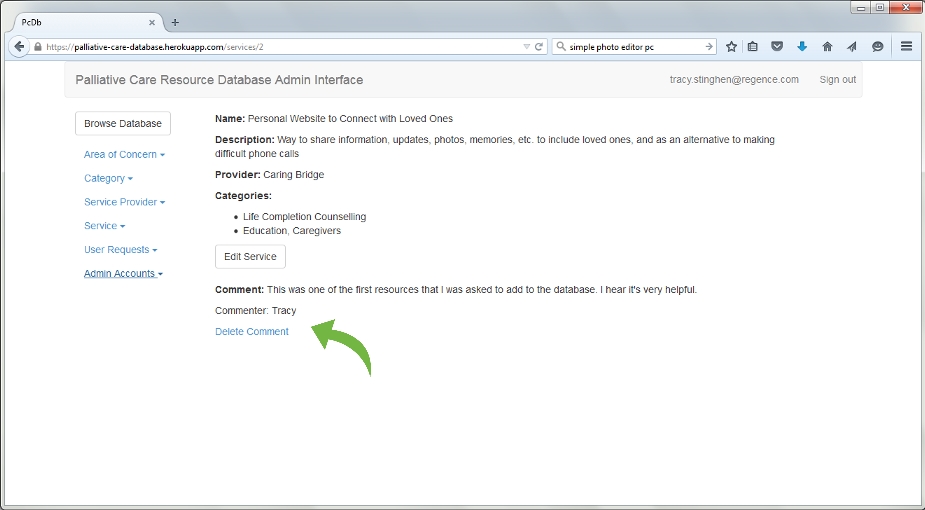 PcDb
https://palliative-care-database.herokuapp.com/services/2
simple photo editor pc
Palliative Care Resource Database Admin Interface
tracy.stinghen@regence.com
Sign out
Browse Database
Area of Concern
Category
Service Provider
Service
User Requests
Admin Accounts
Name: Personal Website to Connect with Loved Ones
Description: Way to share information, updates, photos, memories, etc. to include loved ones, and as an alternative to making
difficult phone calls
Provider: Caring Bridge
Categories:
Life Completion Counselling
Education, Caregivers
Edit Service
Comment: This was one of the first resources that I was asked to add to the database. I hear it's very helpful.
Commenter: Tracy
Delete Comment